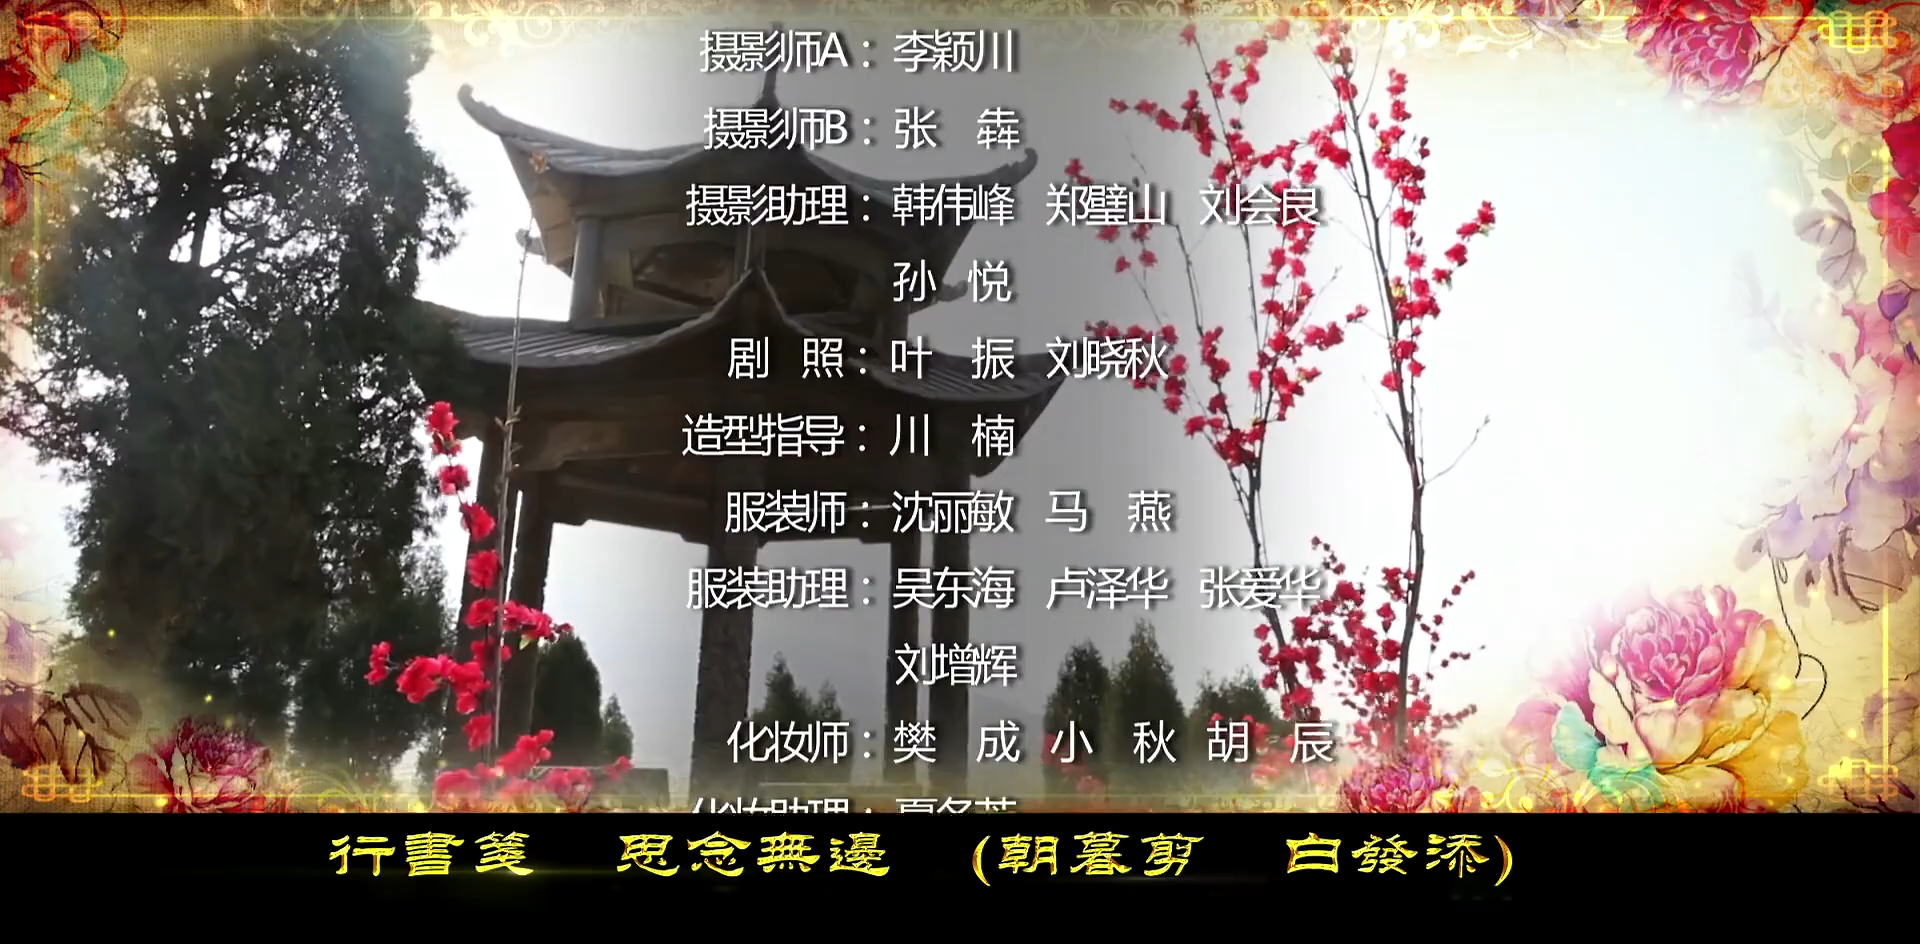 摄影师A：李颖川
摄影师B：张 犇
摄影助理：韩伟峰 郑璧山 刘会良
孙 悦
剧 照：叶 振 刘晓秋
造型指导：川 楠
服装师：沈丽敏 马 燕
服装助理：吴东海 卢泽华 张爱华
刘增辉
化妆师：樊 成 小 秋 胡 辰
化妆助理：
行書箋 思念無邊 (朝暮剪 白發添)